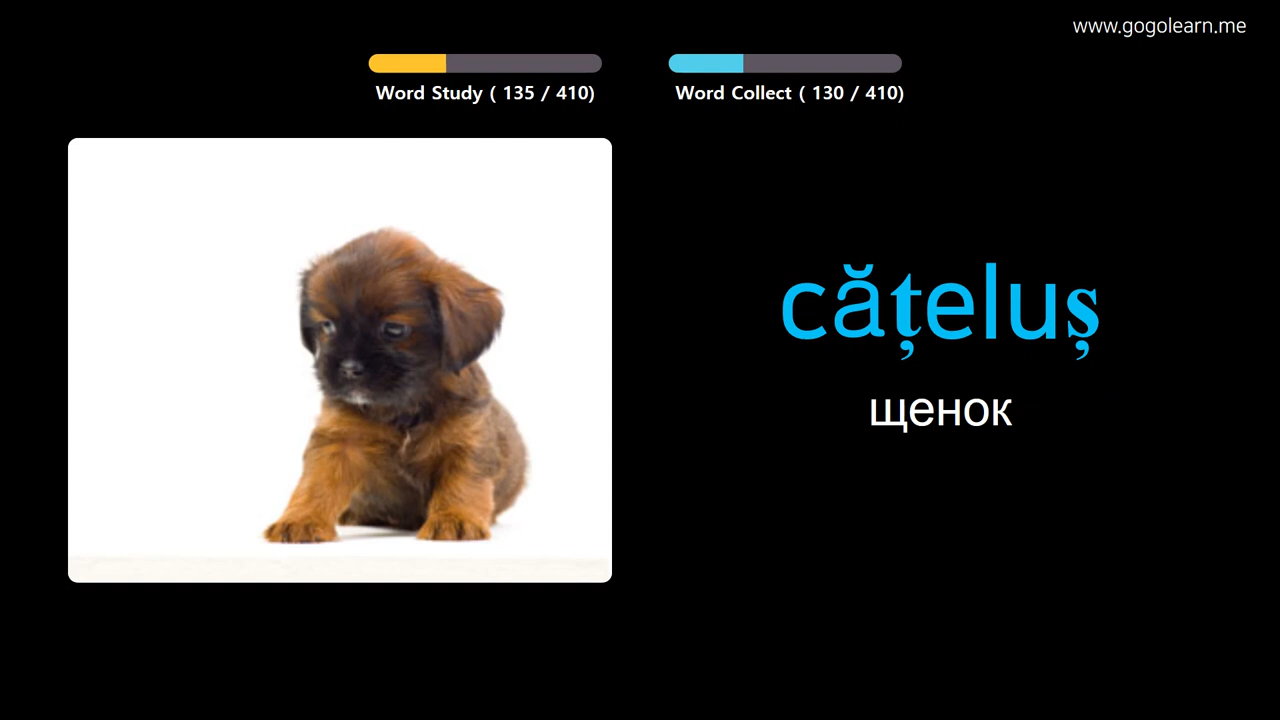 www.gogolearn.me
Word Study ( 135 / 410)
Word Collect ( 130 / 410)
cățeluș
щенок